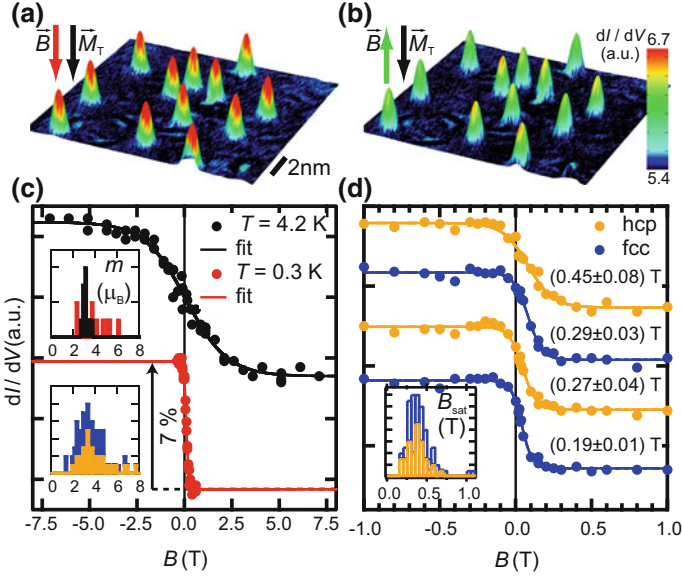 (a)
B M_T
2nm
(b)
B M_T
dI / dV
(a.u.)
6.7
5.4
(c)
dI / dV (a.u.)
T = 4.2 K
fit
T = 0.3 K
fit
m
(μ_B)
0 2 4 6 8
0 2 4 6 8
7 %
-7.5 -5.0 -2.5 0.0 2.5 5.0 7.5
B (T)
(d)
hcp
fcc
(0.45±0.08) T
(0.29±0.03) T
(0.27±0.04) T
(0.19±0.01) T
B_sat
(T)
0.0 0.5 1.0
-1.0 -0.5 0.0 0.5 1.0
B (T)